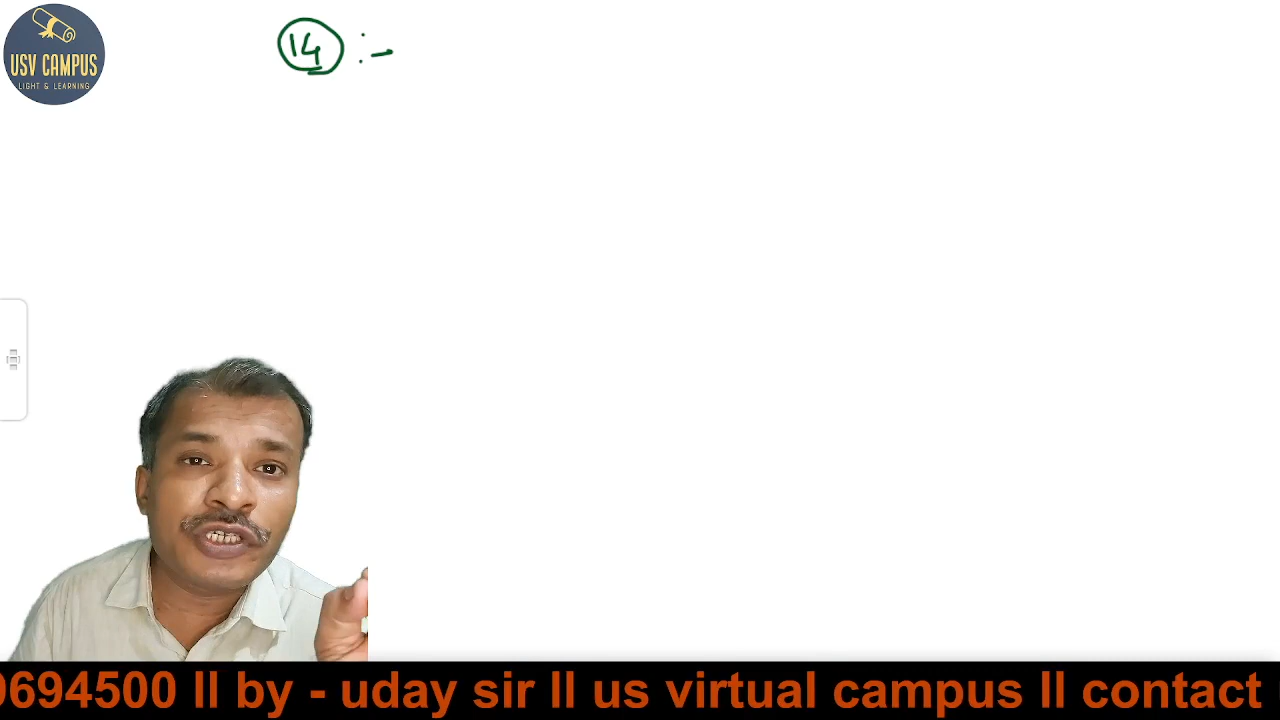 USV CAMPUS
LIGHT & LEARNING
14 :-
0694500 ll by - uday sir ll us virtual campus ll contact